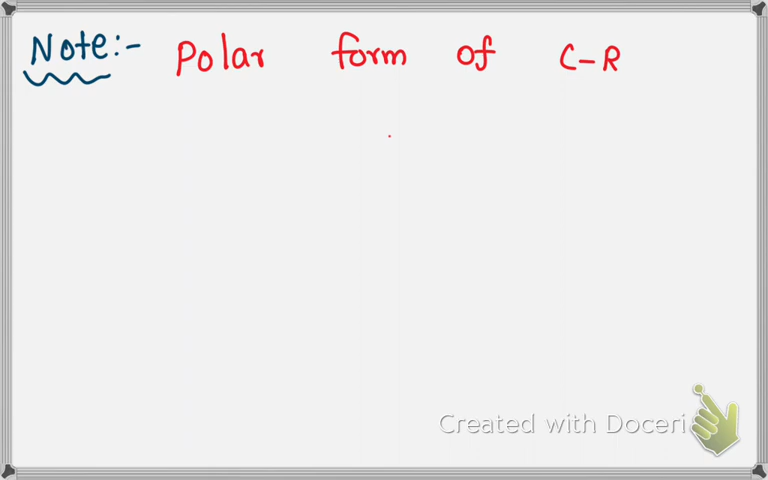 Note:- Polar form of C-R
Created with Doceri